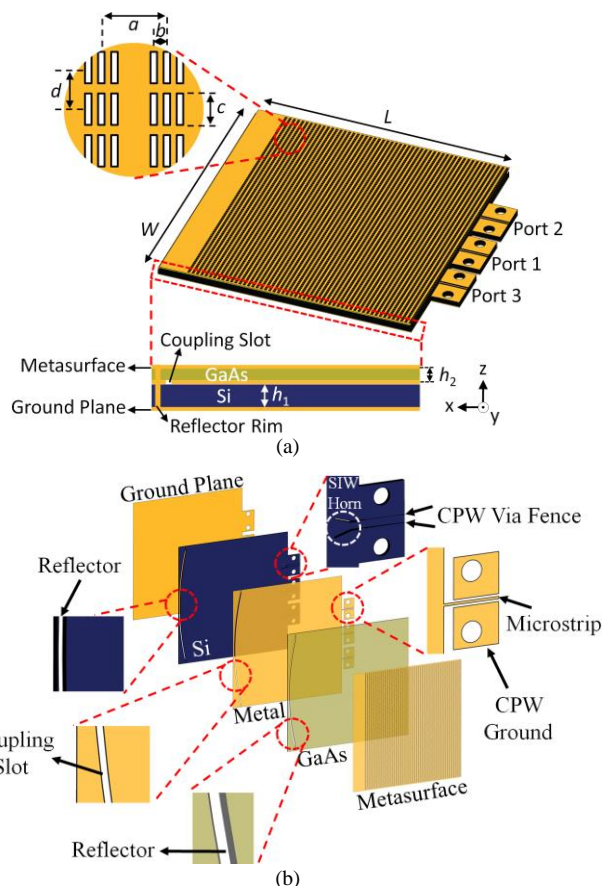 a
b
d
c
L
W
Port 2
Port 1
Port 3
Coupling Slot
Metasurface
GaAs
h2
Si
h1
Ground Plane
Reflector Rim
z
x
y
(a)
Ground Plane
SIW
Horn
CPW Via Fence
Reflector
Si
Microstrip
Metal
CPW
Ground
oupling
Slot
GaAs
Metasurface
Reflector
(b)